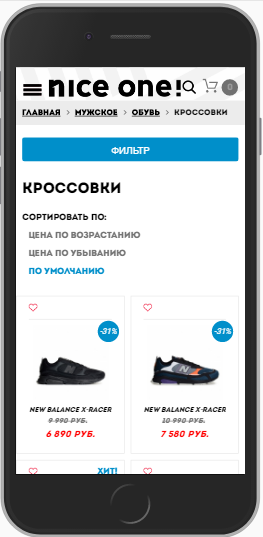 nice one!
0
ГЛАВНАЯ > МУЖСКОЕ > ОБУВЬ > КРОССОВКИ
ФИЛЬТР
КРОССОВКИ
СОРТИРОВАТЬ ПО:
ЦЕНА ПО ВОЗРАСТАНИЮ
ЦЕНА ПО УБЫВАНИЮ
ПО УМОЛЧАНИЮ
-31%
-31%
NEW BALANCE X-RACER
NEW BALANCE X-RACER
9 990 РУБ.
10 990 РУБ.
6 890 РУБ.
7 580 РУБ.
ХИТ!